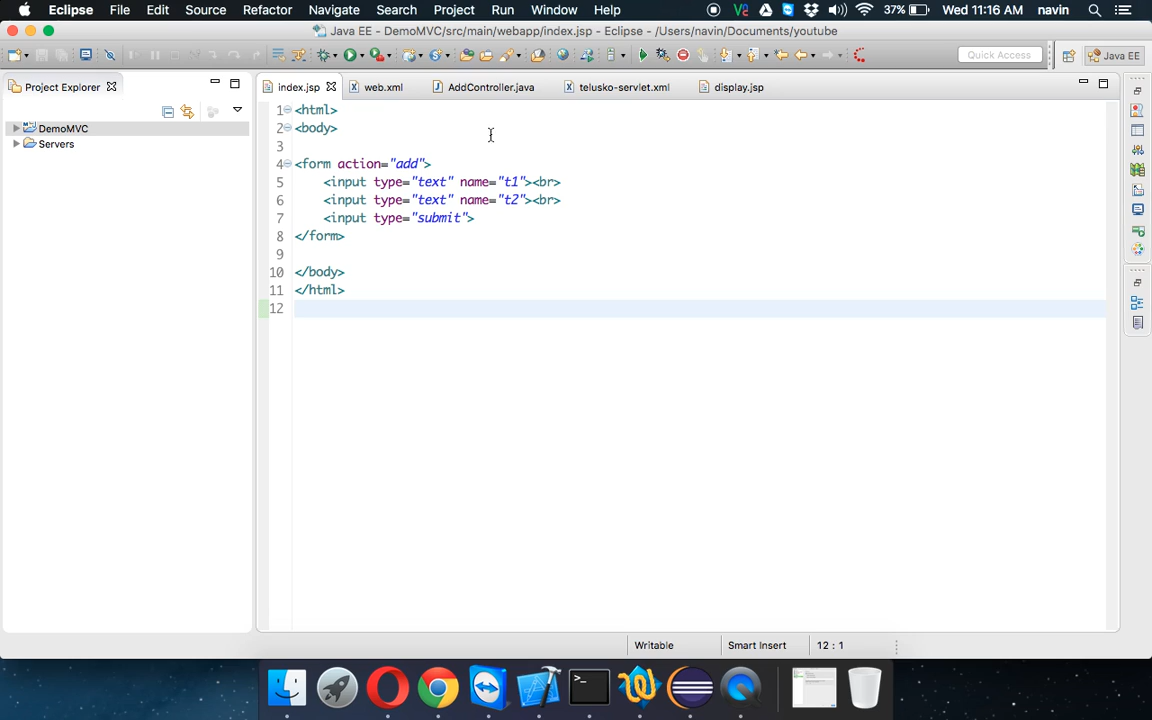 Eclipse File Edit Source Refactor Navigate Search Project Run Window Help 37% Wed 11:16 AM navin
Java EE - DemoMVC/src/main/webapp/index.jsp - Eclipse - /Users/navin/Documents/youtube
Quick Access Java EE
Project Explorer
index.jsp web.xml AddController.java telusko-servlet.xml display.jsp
DemoMVC
Servers
1 <html>
2 <body>
3
4 <form action="add">
5 <input type="text" name="t1"><br>
6 <input type="text" name="t2"><br>
7 <input type="submit">
8 </form>
9
10 </body>
11 </html>
12
Writable Smart Insert 12 : 1